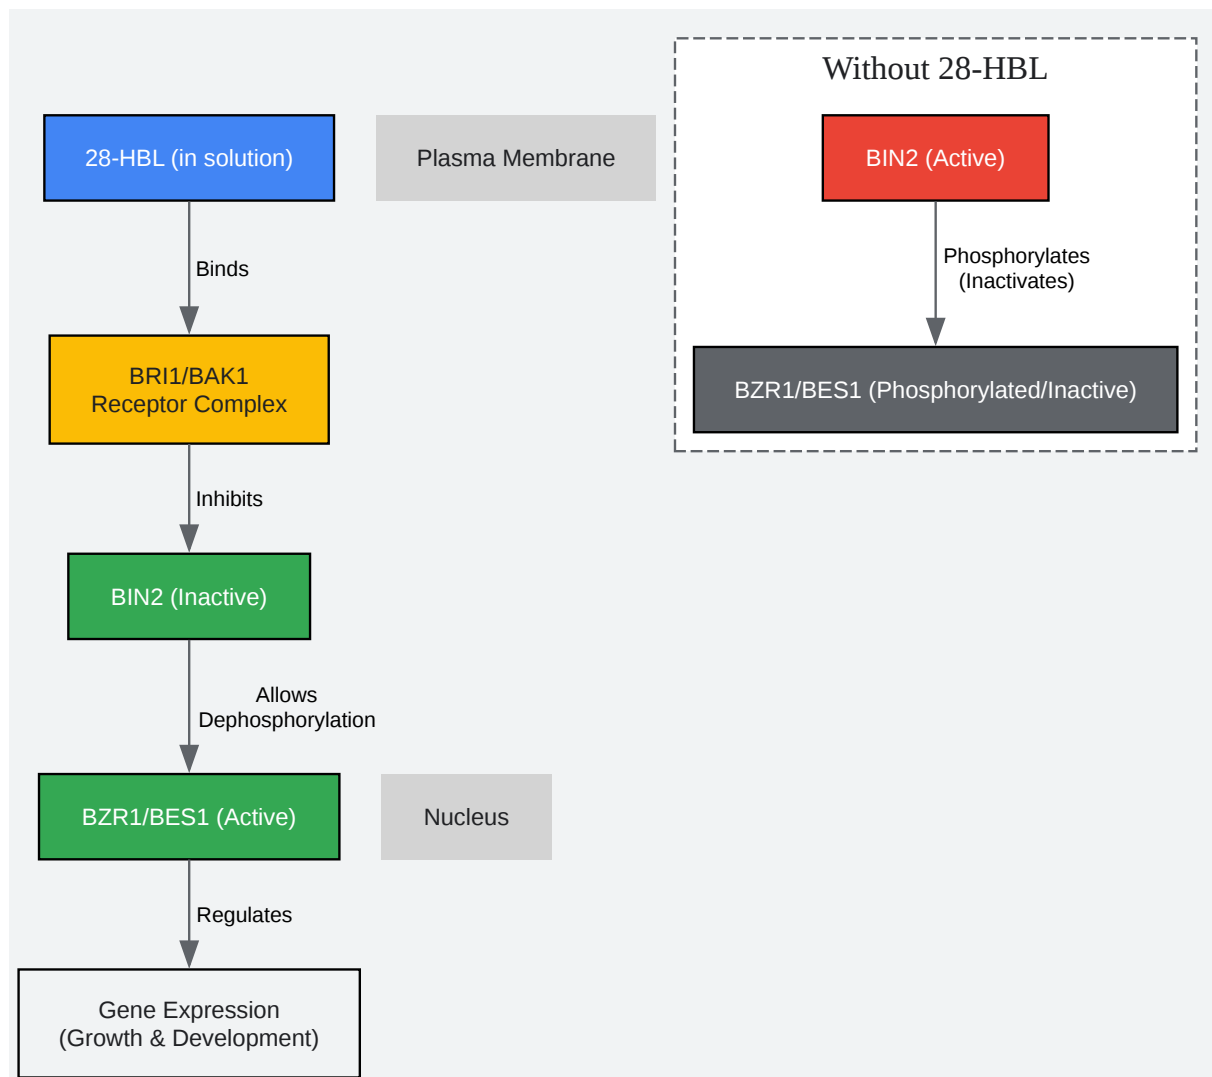 Without 28-HBL
28-HBL (in solution)
Plasma Membrane
BIN2 (Active)
Binds
Phosphorylates
(Inactivates)
BRI1/BAK1
Receptor Complex
BZR1/BES1 (Phosphorylated/Inactive)
Inhibits
BIN2 (Inactive)
Allows
Dephosphorylation
BZR1/BES1 (Active)
Nucleus
Regulates
Gene Expression
(Growth & Development)